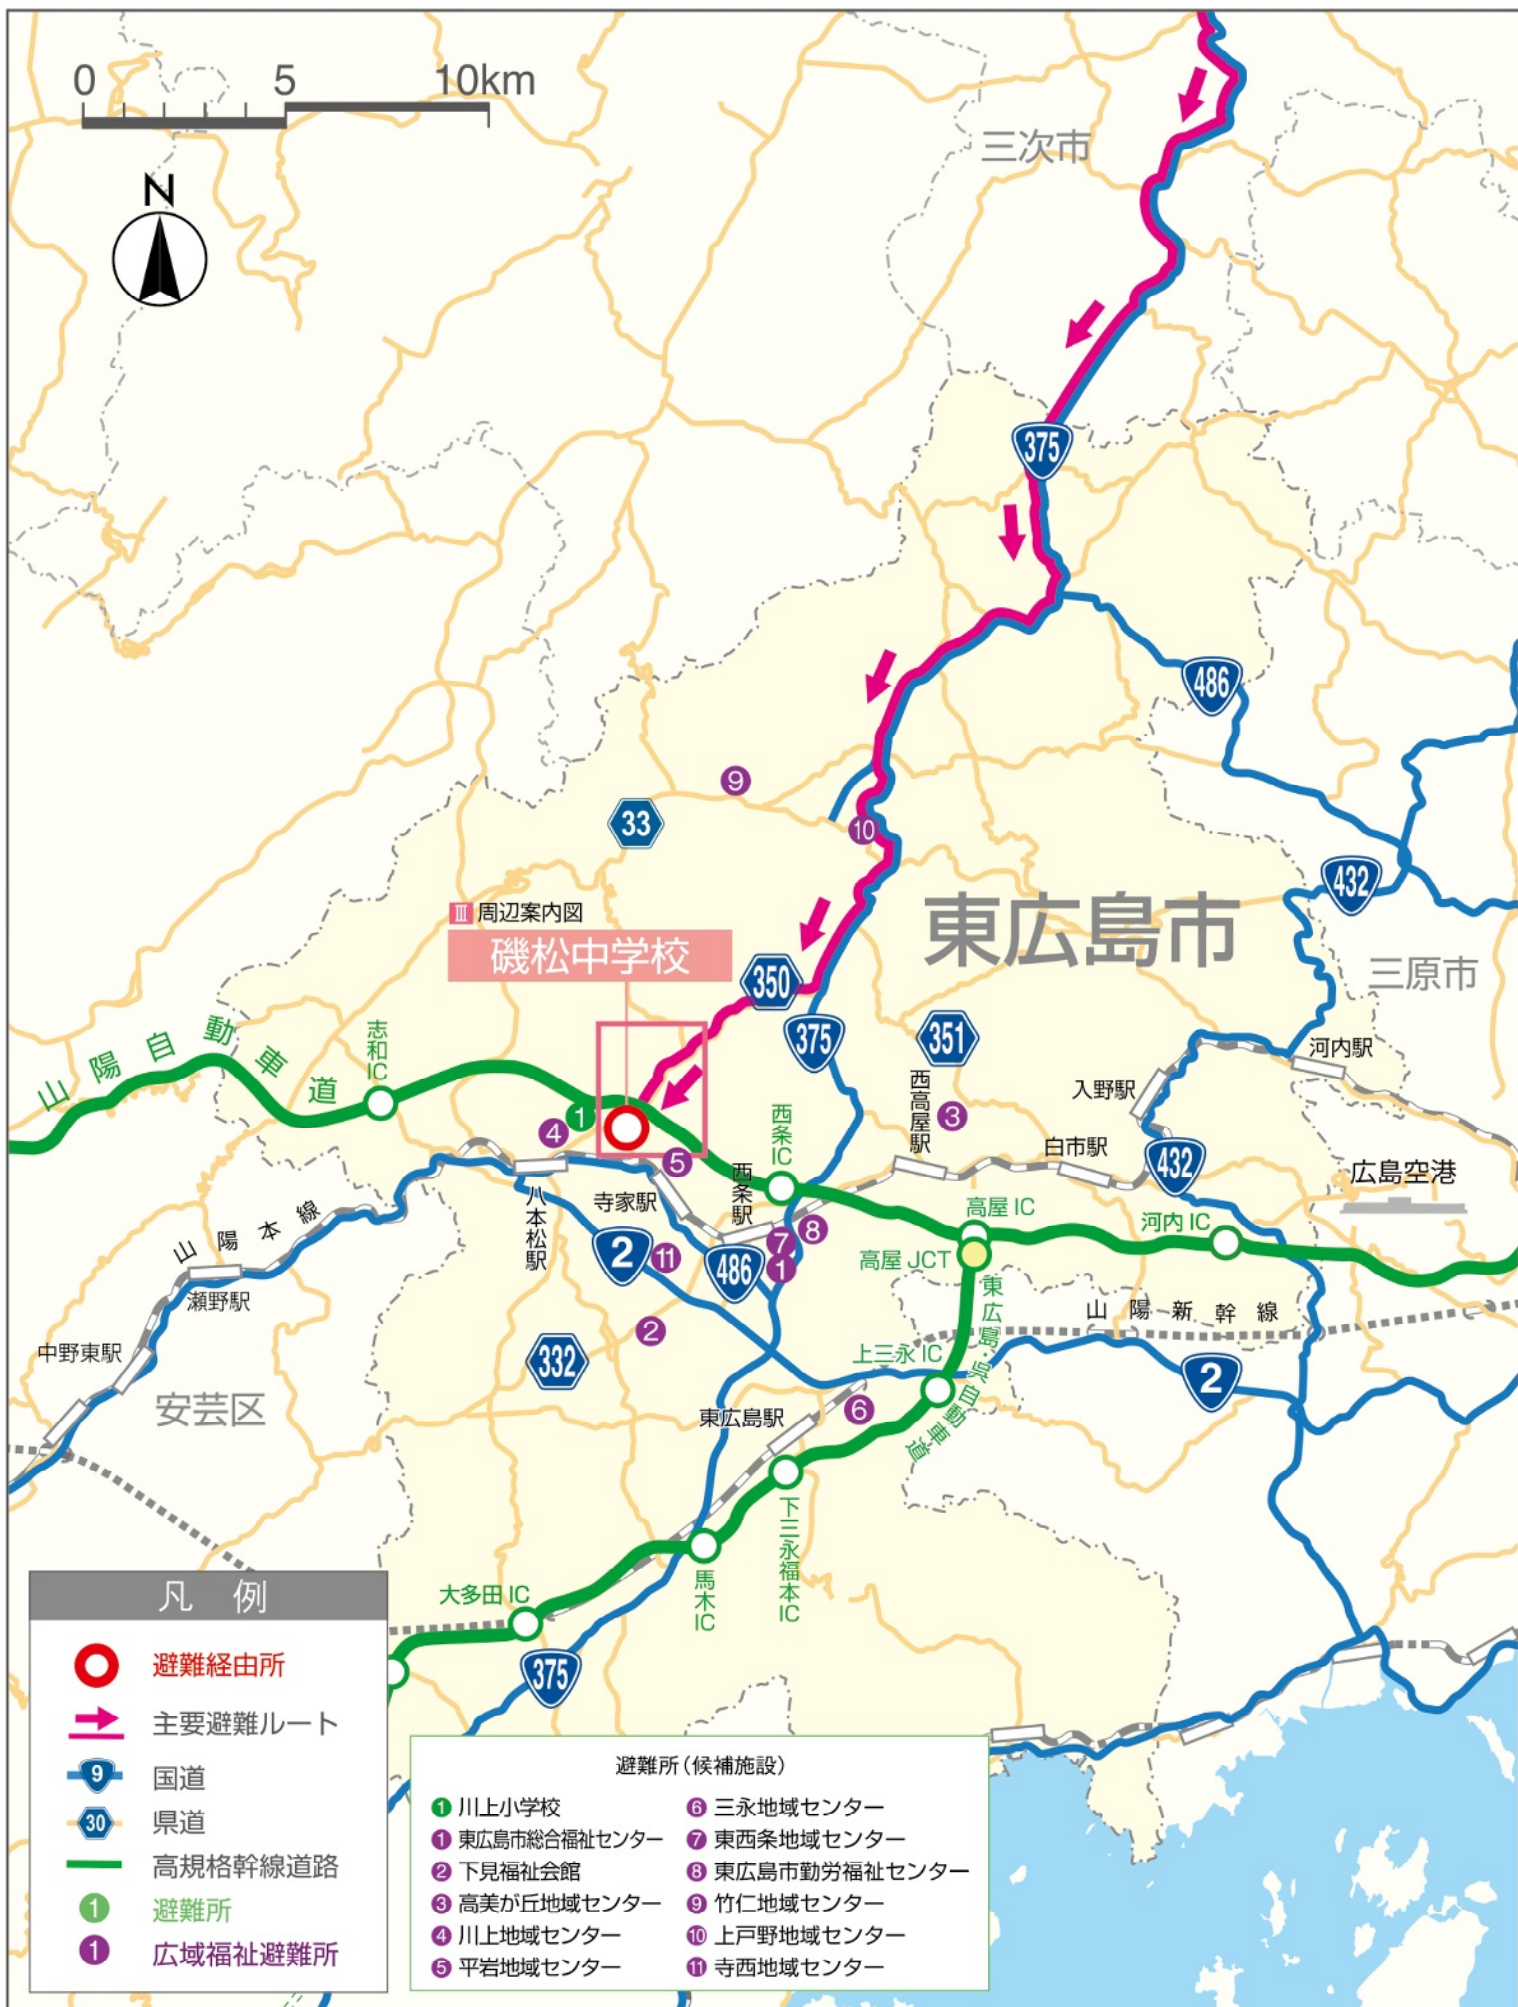 0 5 10km
N
三次市
375
486
9
33
10
432
Ⅲ 周辺案内図
磯松中学校
東広島市
三原市
350
375
351
山陽自動車道
志和IC
河内駅
入野駅
西高屋駅
3
西条IC
1
4
5
白市駅
432
広島空港
西条駅
寺家駅
八本松駅
山陽本線
高屋 IC
河内 IC
8
7
2
11
486
1
高屋 JCT
瀬野駅
東広島・呉自動車道
山陽新幹線
2
中野東駅
332
上三永 IC
2
安芸区
東広島駅
6
下三永福本IC
馬木IC
大多田 IC
375
凡例
避難経由所
主要避難ルート
9 国道
30 県道
高規格幹線道路
1 避難所
1 広域福祉避難所
避難所(候補施設)
1 川上小学校
1 東広島市総合福祉センター
2 下見福祉会館
3 高美が丘地域センター
4 川上地域センター
5 平岩地域センター
6 三永地域センター
7 東西条地域センター
8 東広島市勤労福祉センター
9 竹仁地域センター
10 上戸野地域センター
11 寺西地域センター